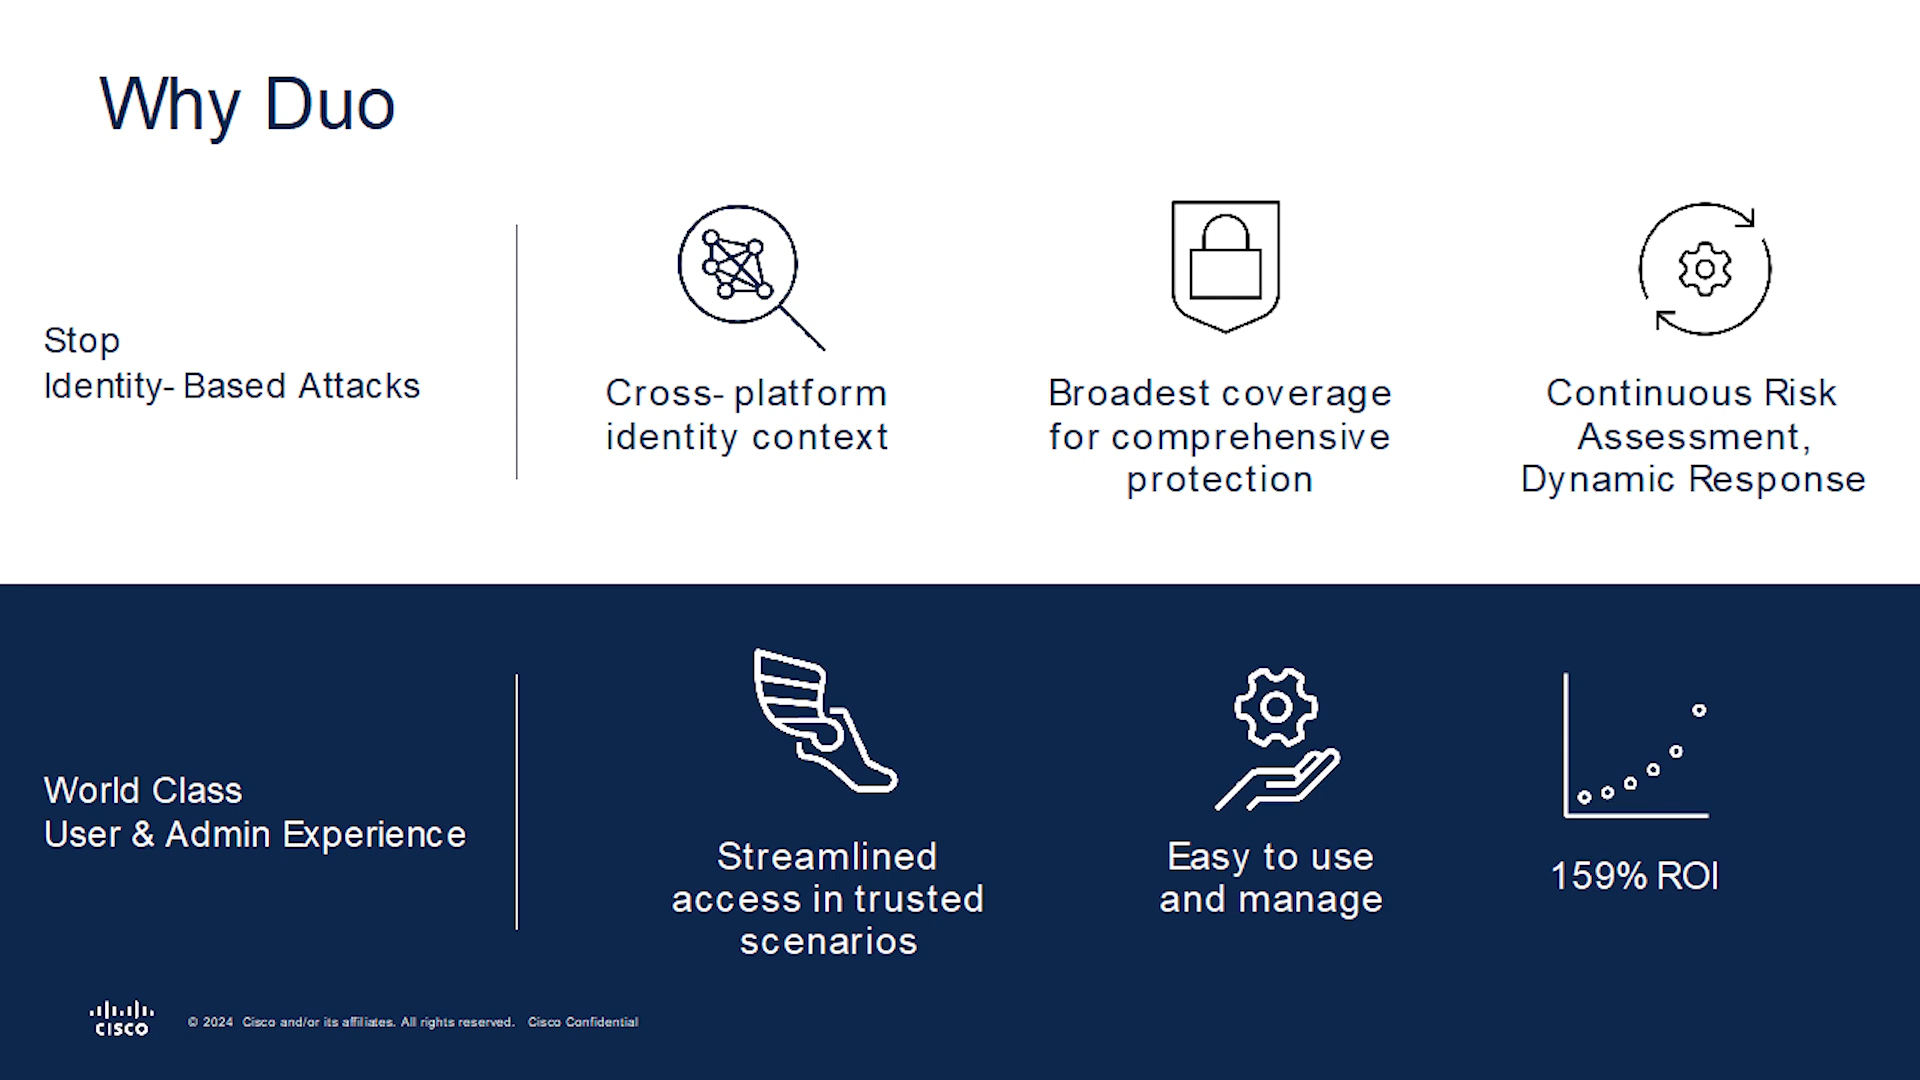 Why Duo
Stop
Identity-Based Attacks
Cross-platform
identity context
Broadest coverage
for comprehensive
protection
Continuous Risk
Assessment,
Dynamic Response
World Class
User & Admin Experience
Streamlined
access in trusted
scenarios
Easy to use
and manage
159% ROI
CISCO
© 2024 Cisco and/or its affiliates. All rights reserved. Cisco Confidential